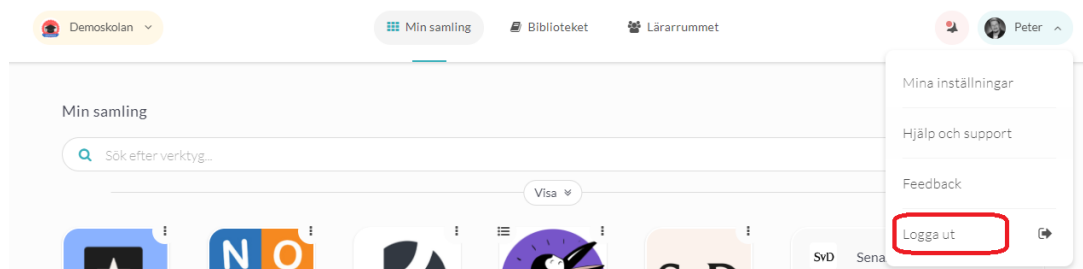 Demoskolan
Min samling
Biblioteket
Lärarrummet
Peter
Mina inställningar
Hjälp och support
Feedback
Logga ut
Min samling
Sök efter verktyg...
Visa
N O
SvD
Sena